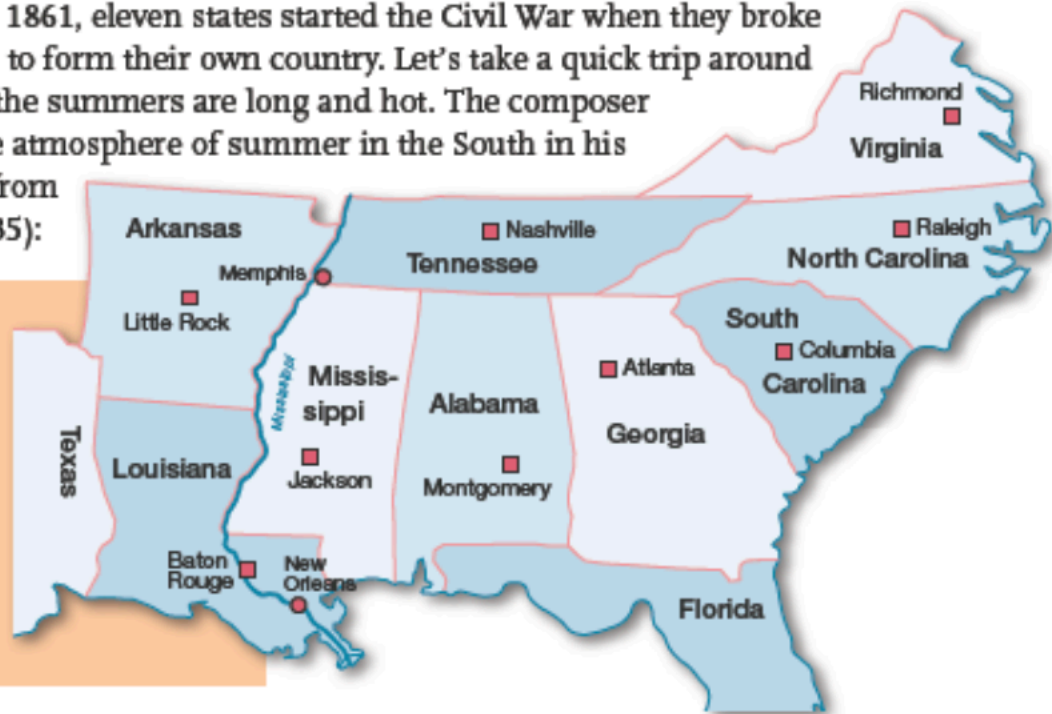 1861, eleven states started the Civil War when they broke
to form their own country. Let’s take a quick trip around
the summers are long and hot. The composer
atmosphere of summer in the South in his
from
35):
Richmond
Virginia
Arkansas
Nashville
Raleigh
Tennessee
North Carolina
Memphis
Little Rock
South
Columbia
Carolina
Mississippi
Missis-
sippi
Atlanta
Alabama
Georgia
Texas
Louisiana
Jackson
Montgomery
Baton
Rouge
New
Orleans
Florida